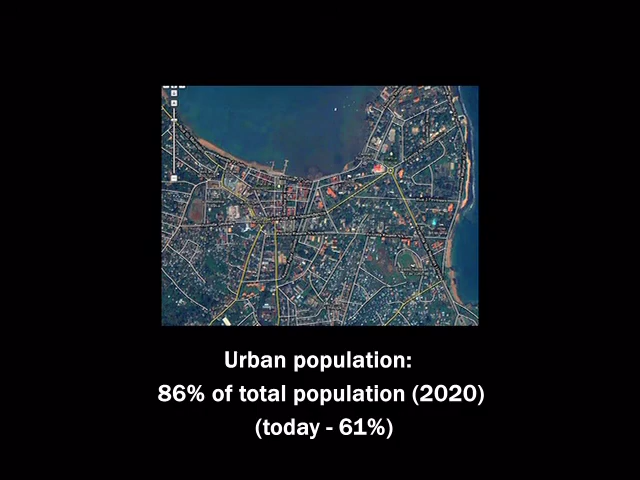 Urban population:
86% of total population (2020)
(today - 61%)